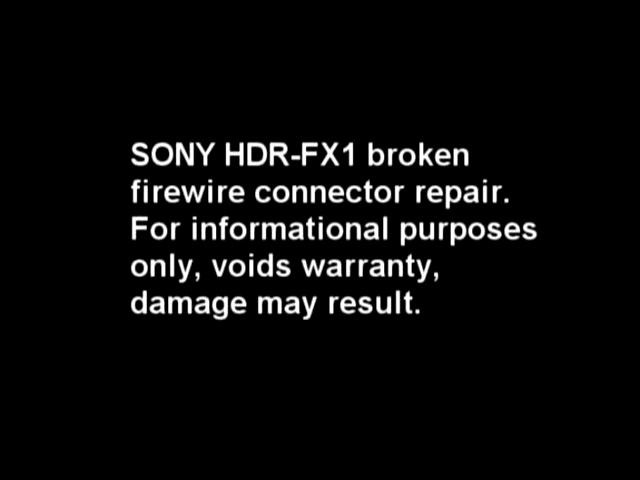 SONY HDR-FX1 broken
firewire connector repair.
For informational purposes
only, voids warranty,
damage may result.